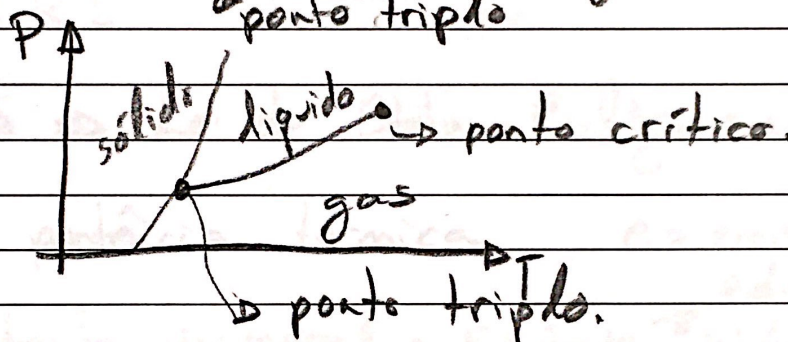 ponto triplo
P
sólido líquido
→ ponto crítico.
gas
T
→ ponto triplo.